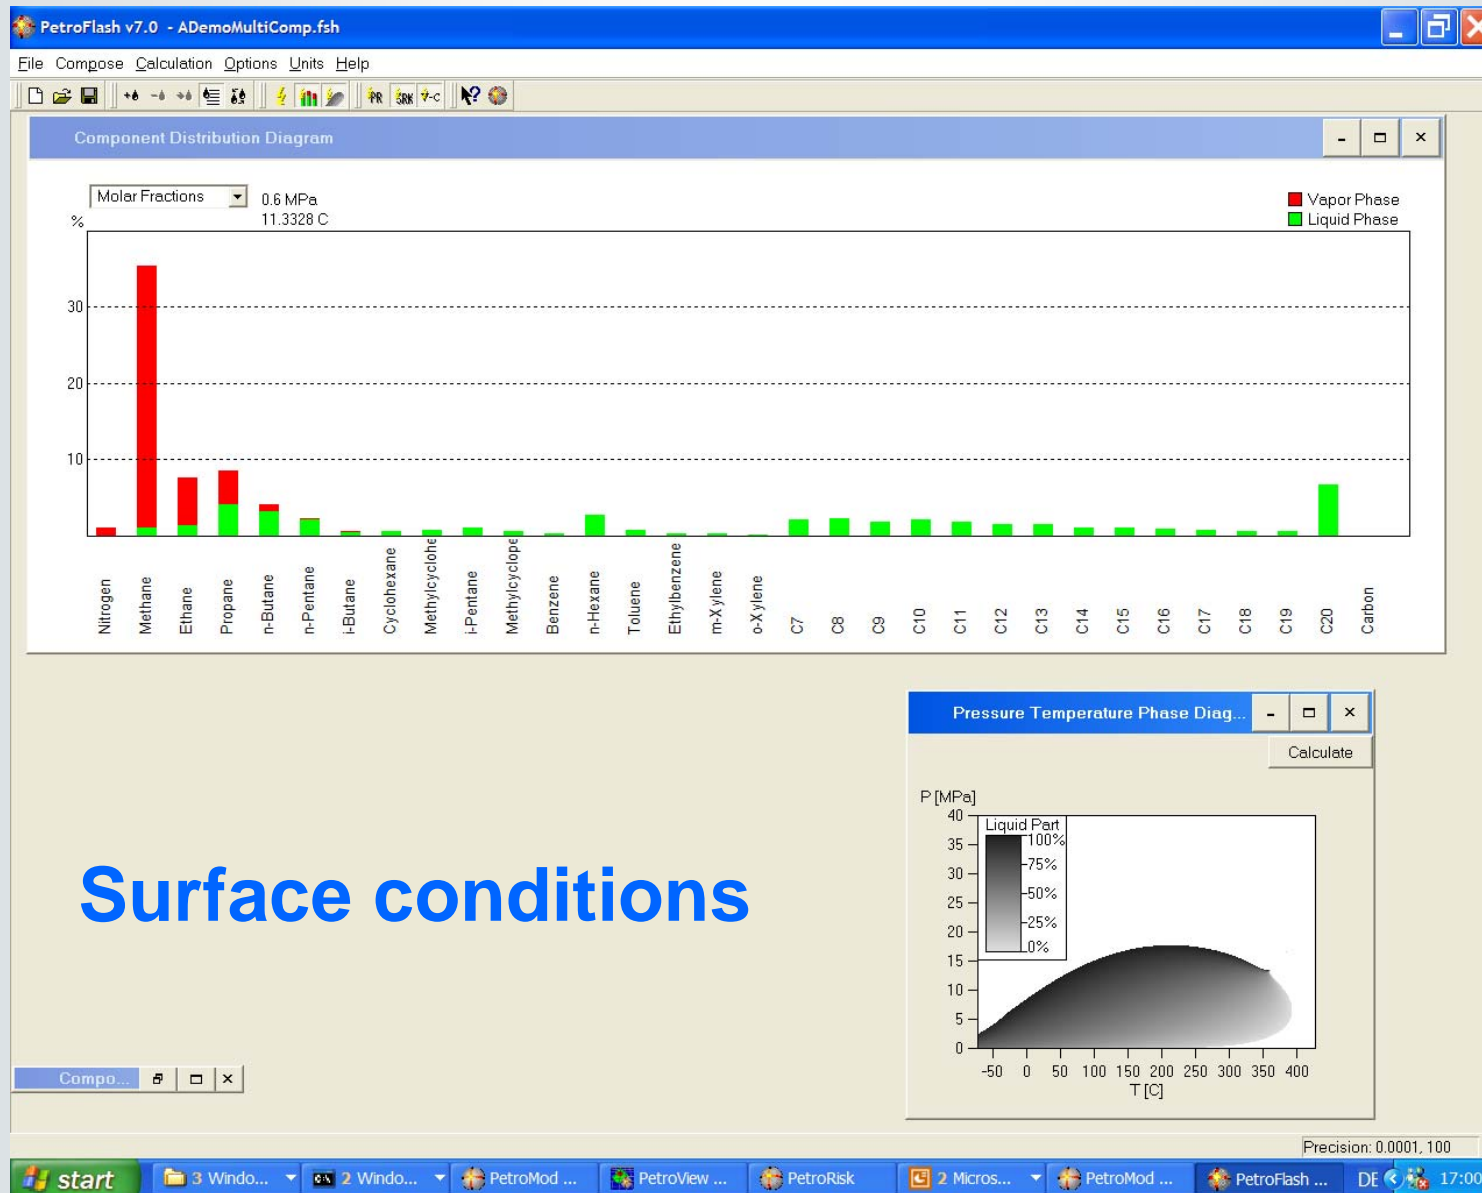 PetroFlash v7.0 - ADemoMultiComp.fsh
File Compose Calculation Options Units Help
PR SRK V-C
Component Distribution Diagram
Molar Fractions
0.6 MPa
11.3328 C
%
Vapor Phase
Liquid Phase
30
20
10
Nitrogen
Methane
Ethane
Propane
n-Butane
n-Pentane
i-Butane
Cyclohexane
Methylcyclohe
i-Pentane
Methylcyclope
Benzene
n-Hexane
Toluene
Ethylbenzene
m-Xylene
o-Xylene
C7
C8
C9
C10
C11
C12
C13
C14
C15
C16
C17
C18
C19
C20
Carbon
Pressure Temperature Phase Diag...
Calculate
P [MPa]
40
35
30
25
20
15
10
5
0
Liquid Part
100%
75%
50%
25%
0%
-50 0 50 100 150 200 250 300 350 400
T [C]
Surface conditions
Compo...
Precision: 0.0001, 100
start 3 Windo... 2 Windo... PetroMod ... PetroView ... PetroRisk 2 Micros... PetroMod ... PetroFlash ... DE 17:00